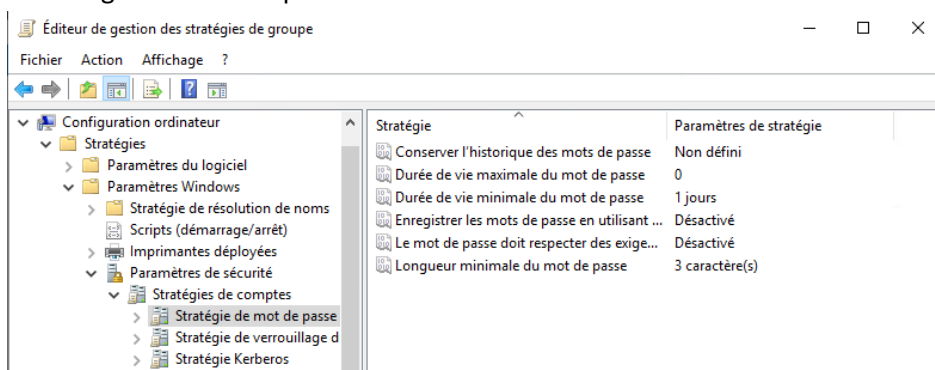 Éditeur de gestion des stratégies de groupe
Fichier Action Affichage ?
Configuration ordinateur
Stratégies
Paramètres du logiciel
Paramètres Windows
Stratégie de résolution de noms
Scripts (démarrage/arrêt)
Imprimantes déployées
Paramètres de sécurité
Stratégies de comptes
Stratégie de mot de passe
Stratégie de verrouillage d
Stratégie Kerberos
Stratégie Paramètres de stratégie
Conserver l'historique des mots de passe Non défini
Durée de vie maximale du mot de passe 0
Durée de vie minimale du mot de passe 1 jours
Enregistrer les mots de passe en utilisant ... Désactivé
Le mot de passe doit respecter des exige... Désactivé
Longueur minimale du mot de passe 3 caractère(s)